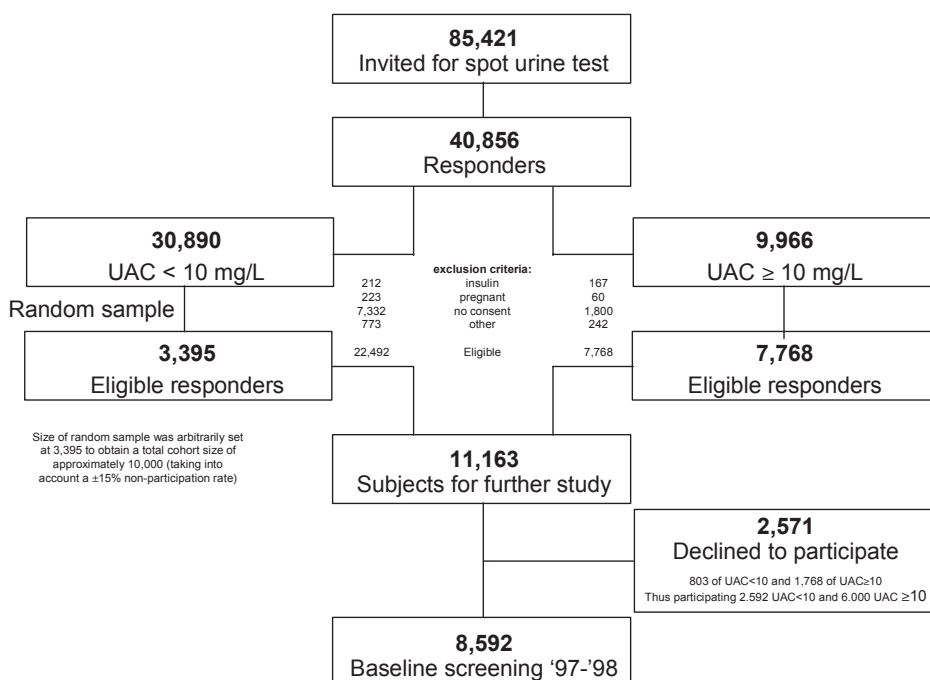 85,421
Invited for spot urine test
40,856
Responders
30,890
UAC < 10 mg/L
9,966
UAC ≥ 10 mg/L
exclusion criteria:
212 insulin 167
223 pregnant 60
7,332 no consent 1,800
773 other 242
22,492 Eligible 7,768
Random sample
3,395
Eligible responders
7,768
Eligible responders
Size of random sample was arbitrarily set
at 3,395 to obtain a total cohort size of
approximately 10,000 (taking into
account a ±15% non-participation rate)
11,163
Subjects for further study
2,571
Declined to participate
803 of UAC<10 and 1,768 of UAC≥10
Thus participating 2.592 UAC<10 and 6.000 UAC ≥10
8,592
Baseline screening ‘97-’98